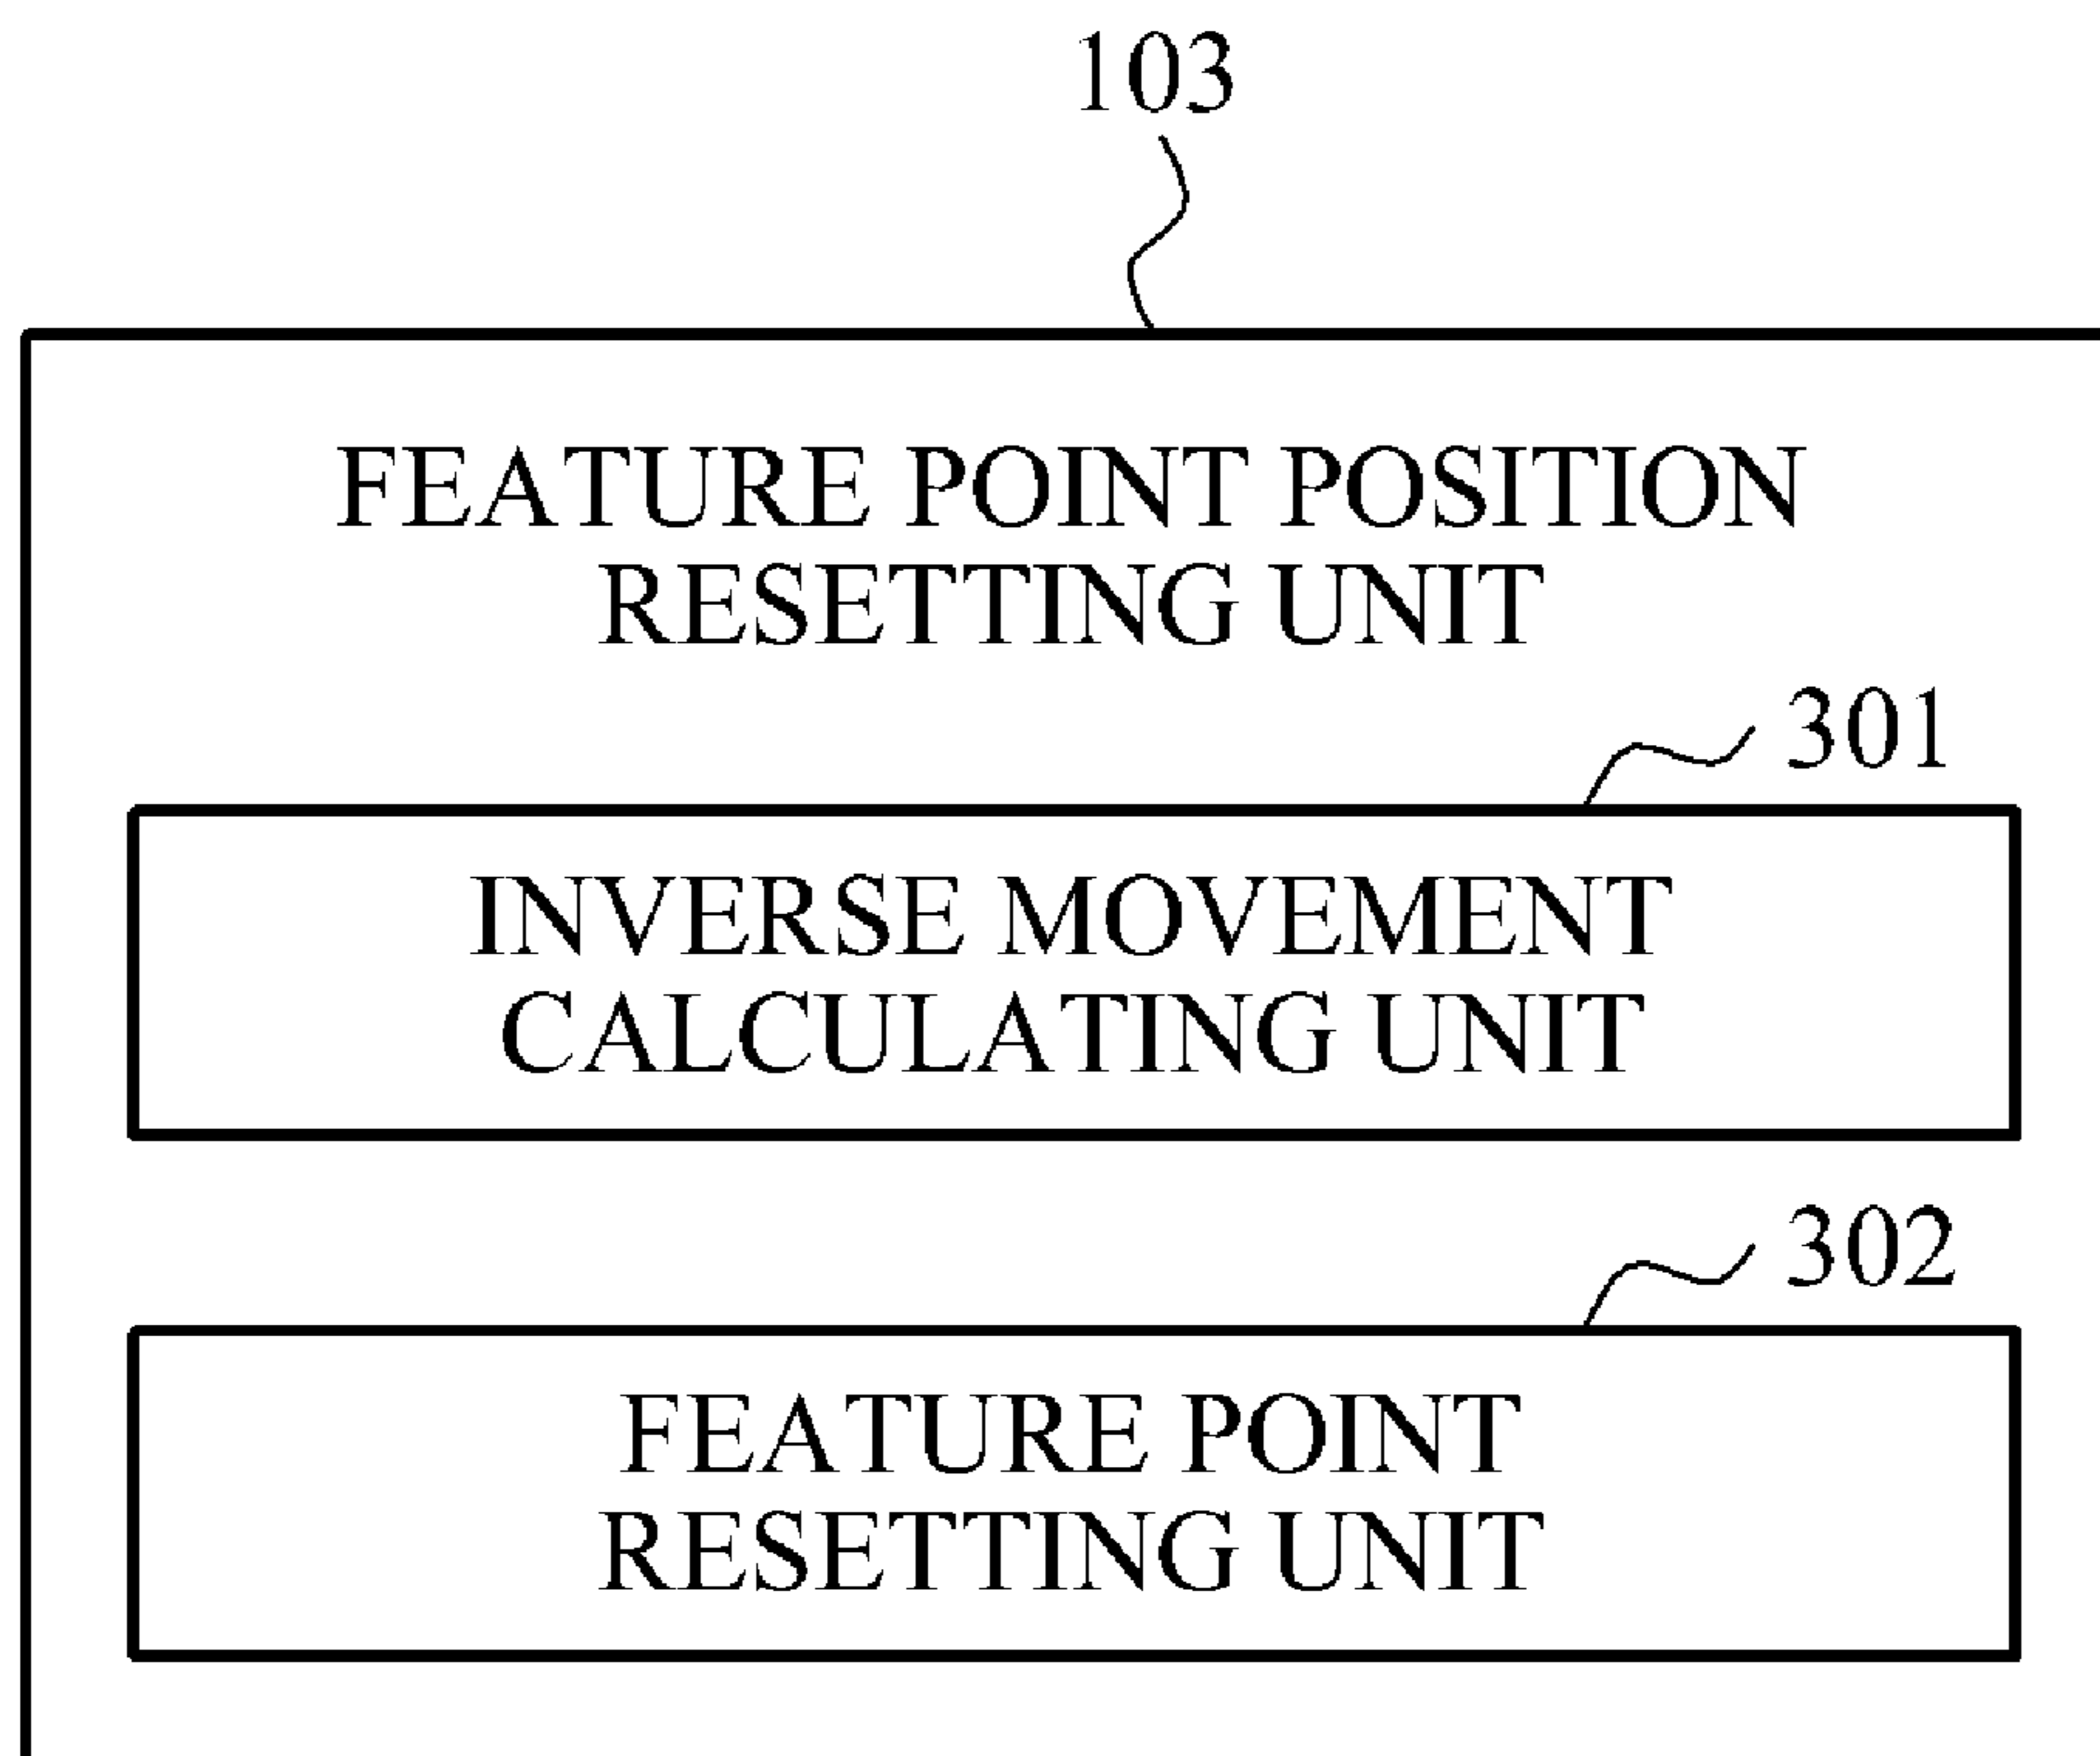 103
FEATURE POINT POSITION
RESETTING UNIT
301
INVERSE MOVEMENT
CALCULATING UNIT
302
FEATURE POINT
RESETTING UNIT